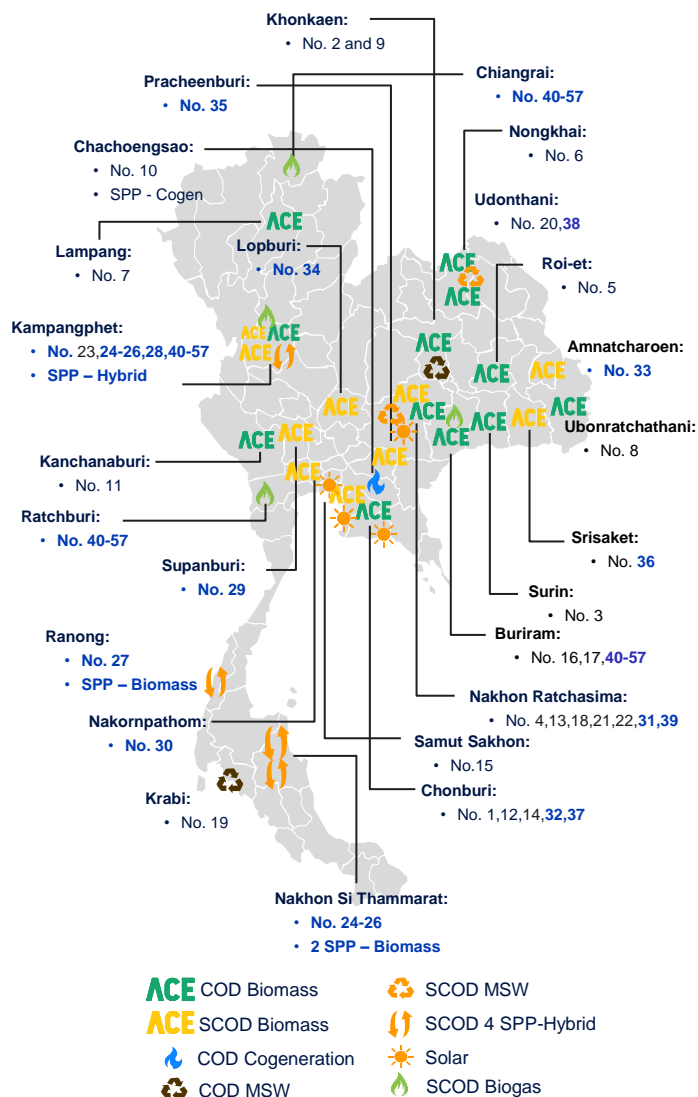 Khonkaen:
• No. 2 and 9
Pracheenburi:
• No. 35
Chiangrai:
• No. 40-57
Chachoengsao:
• No. 10
• SPP - Cogen
Nongkhai:
• No. 6
Udonthani:
• No. 20,38
ACE
Lampang:
• No. 7
Lopburi:
• No. 34
Roi-et:
• No. 5
ACE
ACE
Kampangphet:
• No. 23,24-26,28,40-57
• SPP – Hybrid
ACE
ACE
ACE
ACE
ACE
ACE
Amnatcharoen:
• No. 33
ACE
ACE
ACE
ACE
ACE
ACE
ACE
Ubonratchathani:
• No. 8
ACE
ACE
ACE
ACE
Kanchanaburi:
• No. 11
ACE
ACE
ACE
Ratchburi:
• No. 40-57
Srisaket:
• No. 36
Supanburi:
• No. 29
Surin:
• No. 3
Buriram:
• No. 16,17,40-57
Ranong:
• No. 27
• SPP – Biomass
Nakhon Ratchasima:
• No. 4,13,18,21,22,31,39
Nakornpathom:
• No. 30
Samut Sakhon:
• No.15
Krabi:
• No. 19
Chonburi:
• No. 1,12,14,32,37
Nakhon Si Thammarat:
• No. 24-26
• 2 SPP – Biomass
ACE COD Biomass
SCOD MSW
ACE SCOD Biomass
SCOD 4 SPP-Hybrid
COD Cogeneration
Solar
COD MSW
SCOD Biogas